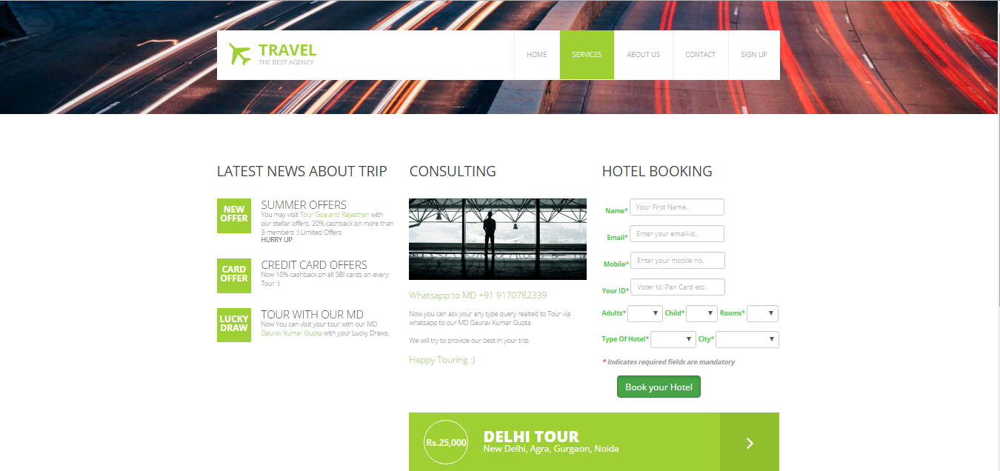 TRAVEL
THE BEST AGENCY
HOME
SERVICES
ABOUT US
CONTACT
SIGN UP
LATEST NEWS ABOUT TRIP
NEW
OFFER
SUMMER OFFERS
You may visit Tour Goa and Rajasthan with
our stellar offers. 20% cashback on more than
3 members :) Limited Offers
HURRY UP
CARD
OFFER
CREDIT CARD OFFERS
Now 10% cashback on all SBI cards on every
Tour :)
LUCKY
DRAW
TOUR WITH OUR MD
Now You can visit your tour with our MD
Gaurav Kumar Gupta with your Lucky Draws.
CONSULTING
Whatsapp to MD +91 9170782339
Now you can ask your any type query realted to Tour via
whatsapp to our MD Gaurav Kumar Gupta
We will try to provide our best in your trip.
Happy Touring :)
HOTEL BOOKING
Name* Your First Name..
Email* Enter your email-id..
Mobile* Enter your mobile no.
Your ID* Voter Id, Pan Card etc..
Adults* Child* Rooms*
Type Of Hotel* City*
* Indicates required fields are mandatory
Book your Hotel
Rs.25,000
DELHI TOUR
New Delhi, Agra, Gurgaon, Noida